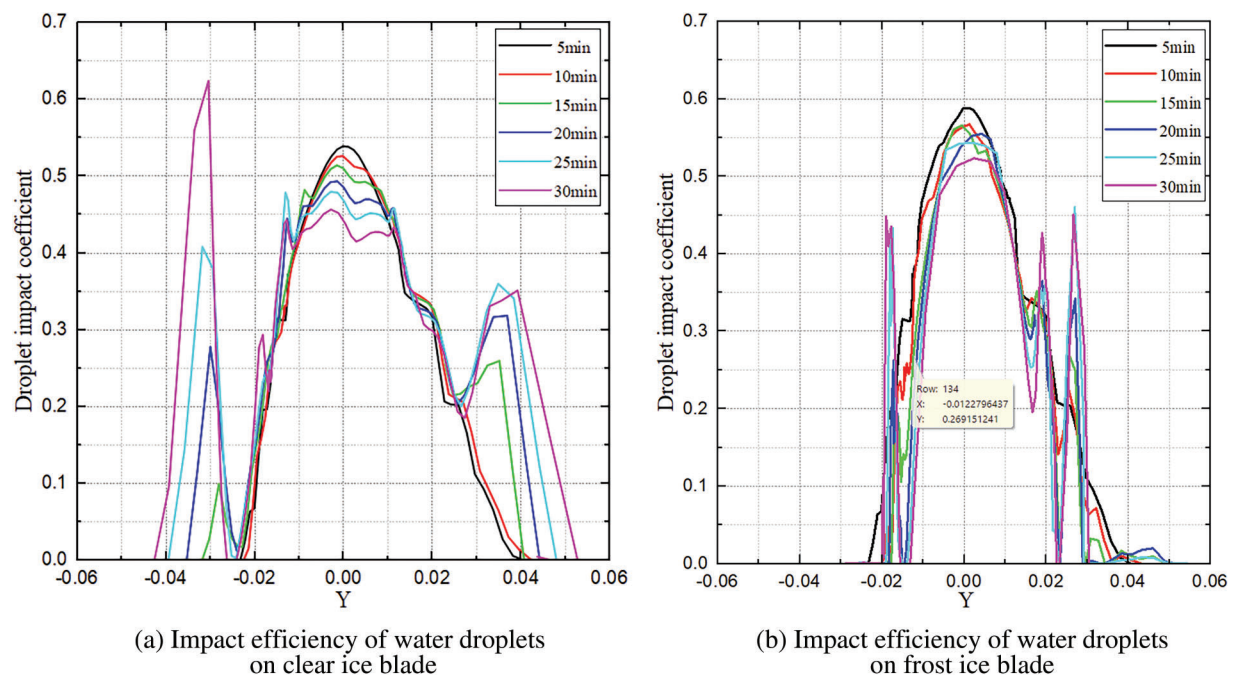 Droplet impact coefficient
0.7
0.6
0.5
0.4
0.3
0.2
0.1
0.0
-0.06
-0.04
-0.02
0.00
0.02
0.04
0.06
Y
5min
10min
15min
20min
25min
30min
(a) Impact efficiency of water droplets
on clear ice blade
Droplet impact coefficient
0.7
0.6
0.5
0.4
0.3
0.2
0.1
0.0
-0.06
-0.04
-0.02
0.00
0.02
0.04
0.06
Y
5min
10min
15min
20min
25min
30min
Row: 134
X: -0.0122796437
Y: 0.269151241
(b) Impact efficiency of water droplets
on frost ice blade